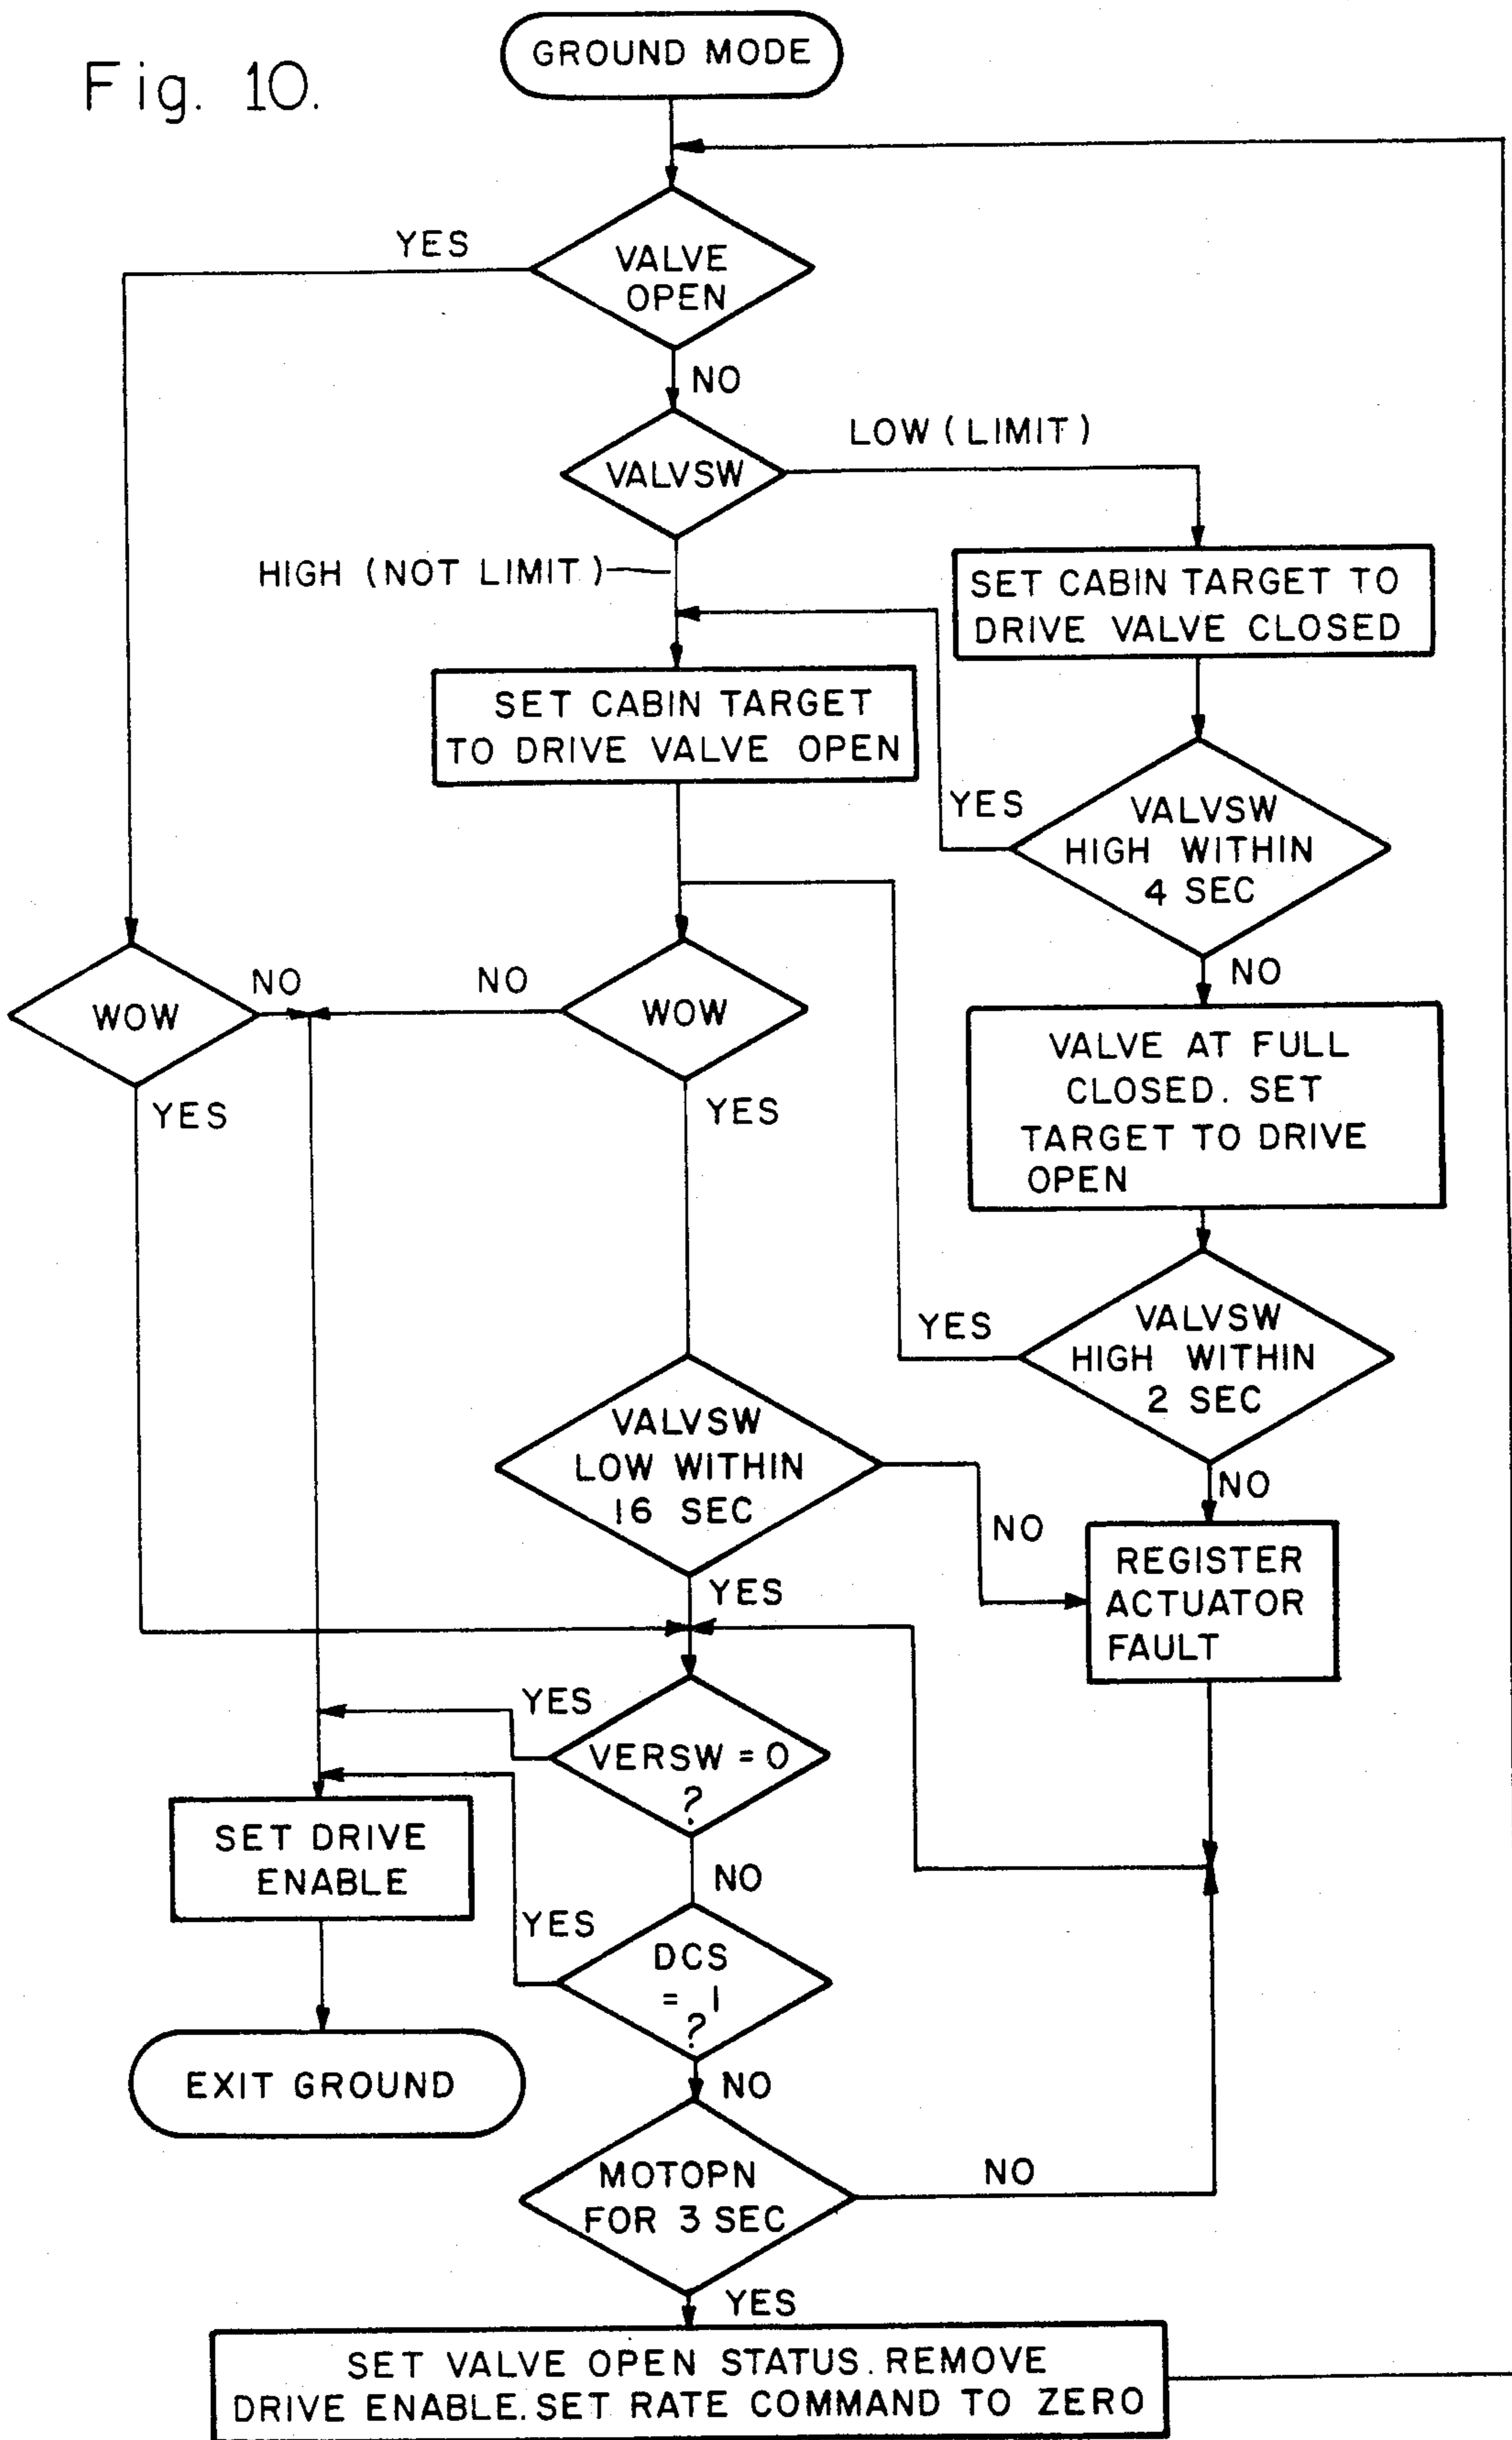 Fig. 10.
GROUND MODE
YES
VALVE
OPEN
NO
VALVSW
LOW (LIMIT)
HIGH (NOT LIMIT)
SET CABIN TARGET TO
DRIVE VALVE CLOSED
SET CABIN TARGET
TO DRIVE VALVE OPEN
YES
VALVSW
HIGH WITHIN
4 SEC
NO
WOW
NO
NO
WOW
YES
YES
VALVE AT FULL
CLOSED. SET
TARGET TO DRIVE
OPEN
YES
VALVSW
HIGH WITHIN
2 SEC
NO
VALVSW
LOW WITHIN
16 SEC
NO
YES
REGISTER
ACTUATOR
FAULT
YES
VERSW = 0
?
NO
SET DRIVE
ENABLE
YES
DCS
= 1
?
NO
EXIT GROUND
MOTOPN
FOR 3 SEC
NO
YES
SET VALVE OPEN STATUS. REMOVE
DRIVE ENABLE. SET RATE COMMAND TO ZERO